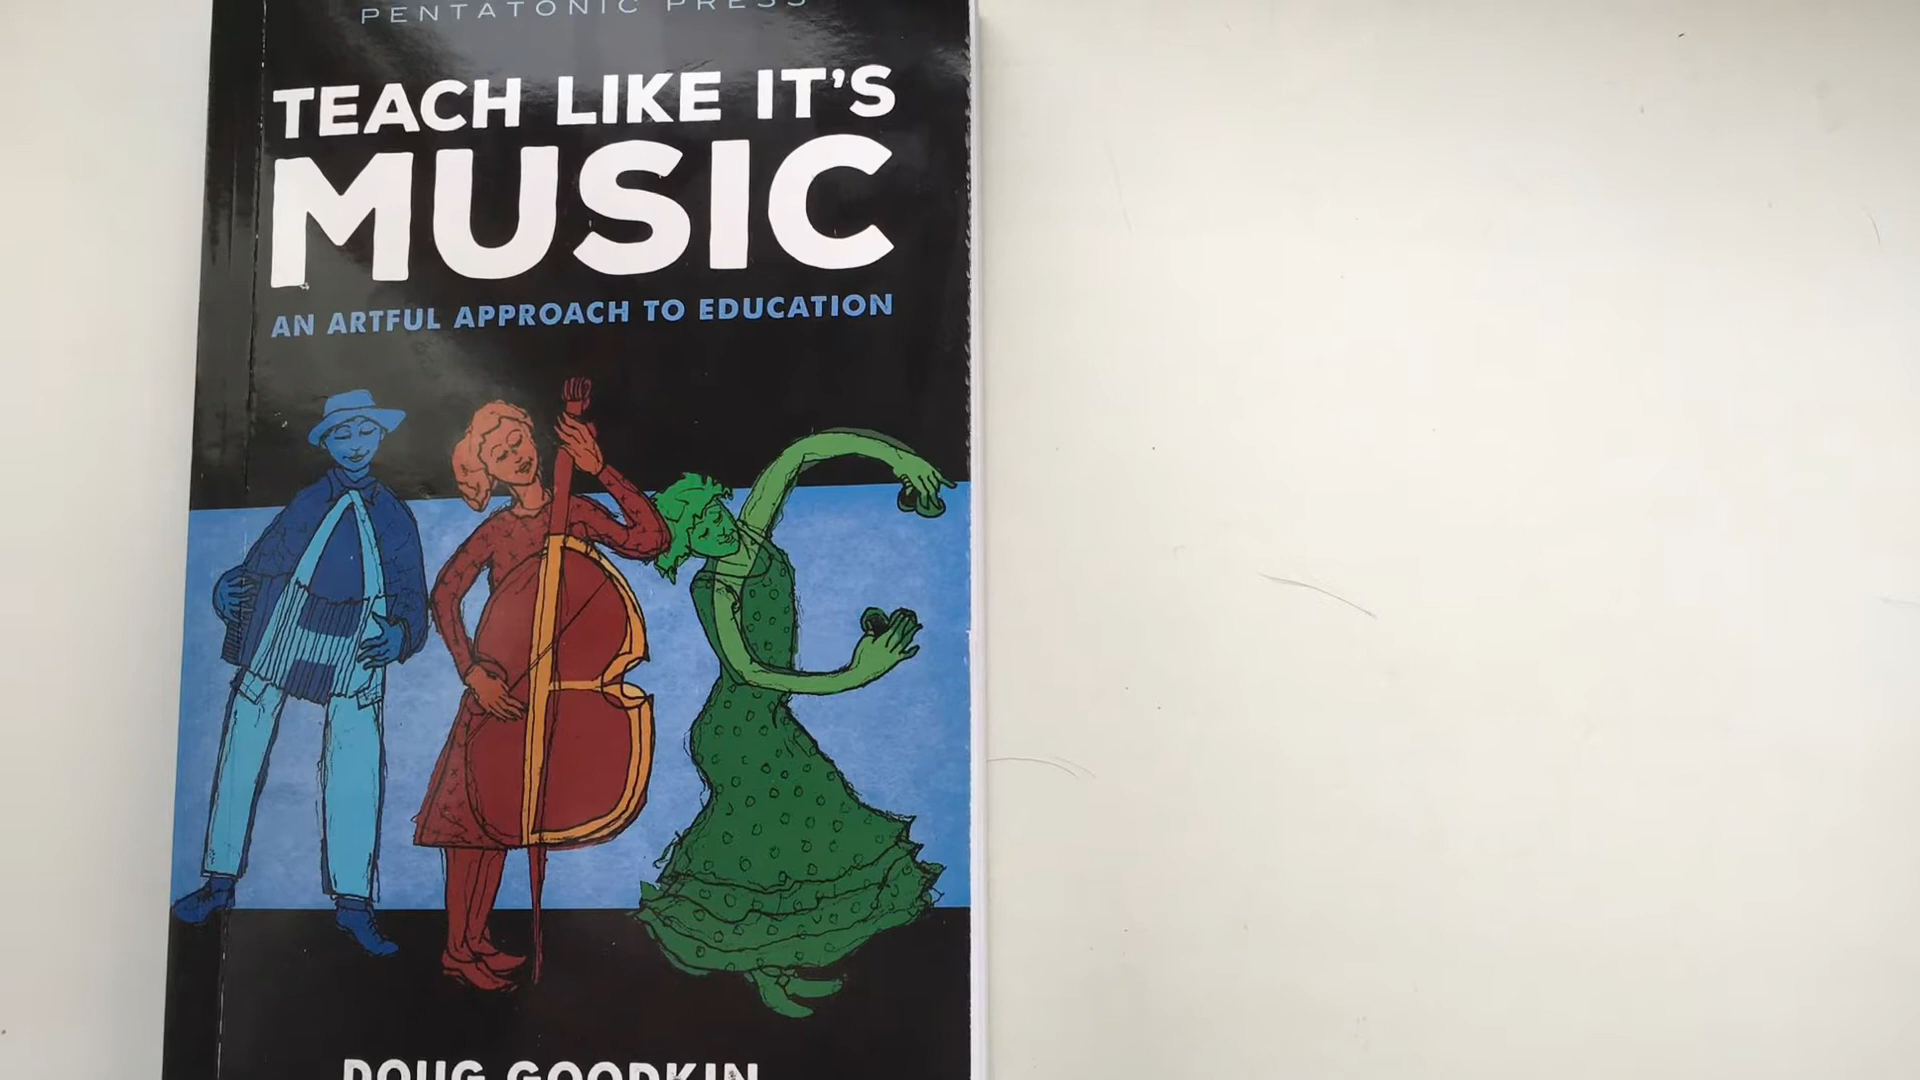 PENTATONIC PRESS
TEACH LIKE IT'S
MUSIC
AN ARTFUL APPROACH TO EDUCATION
DOUG GOODKIN